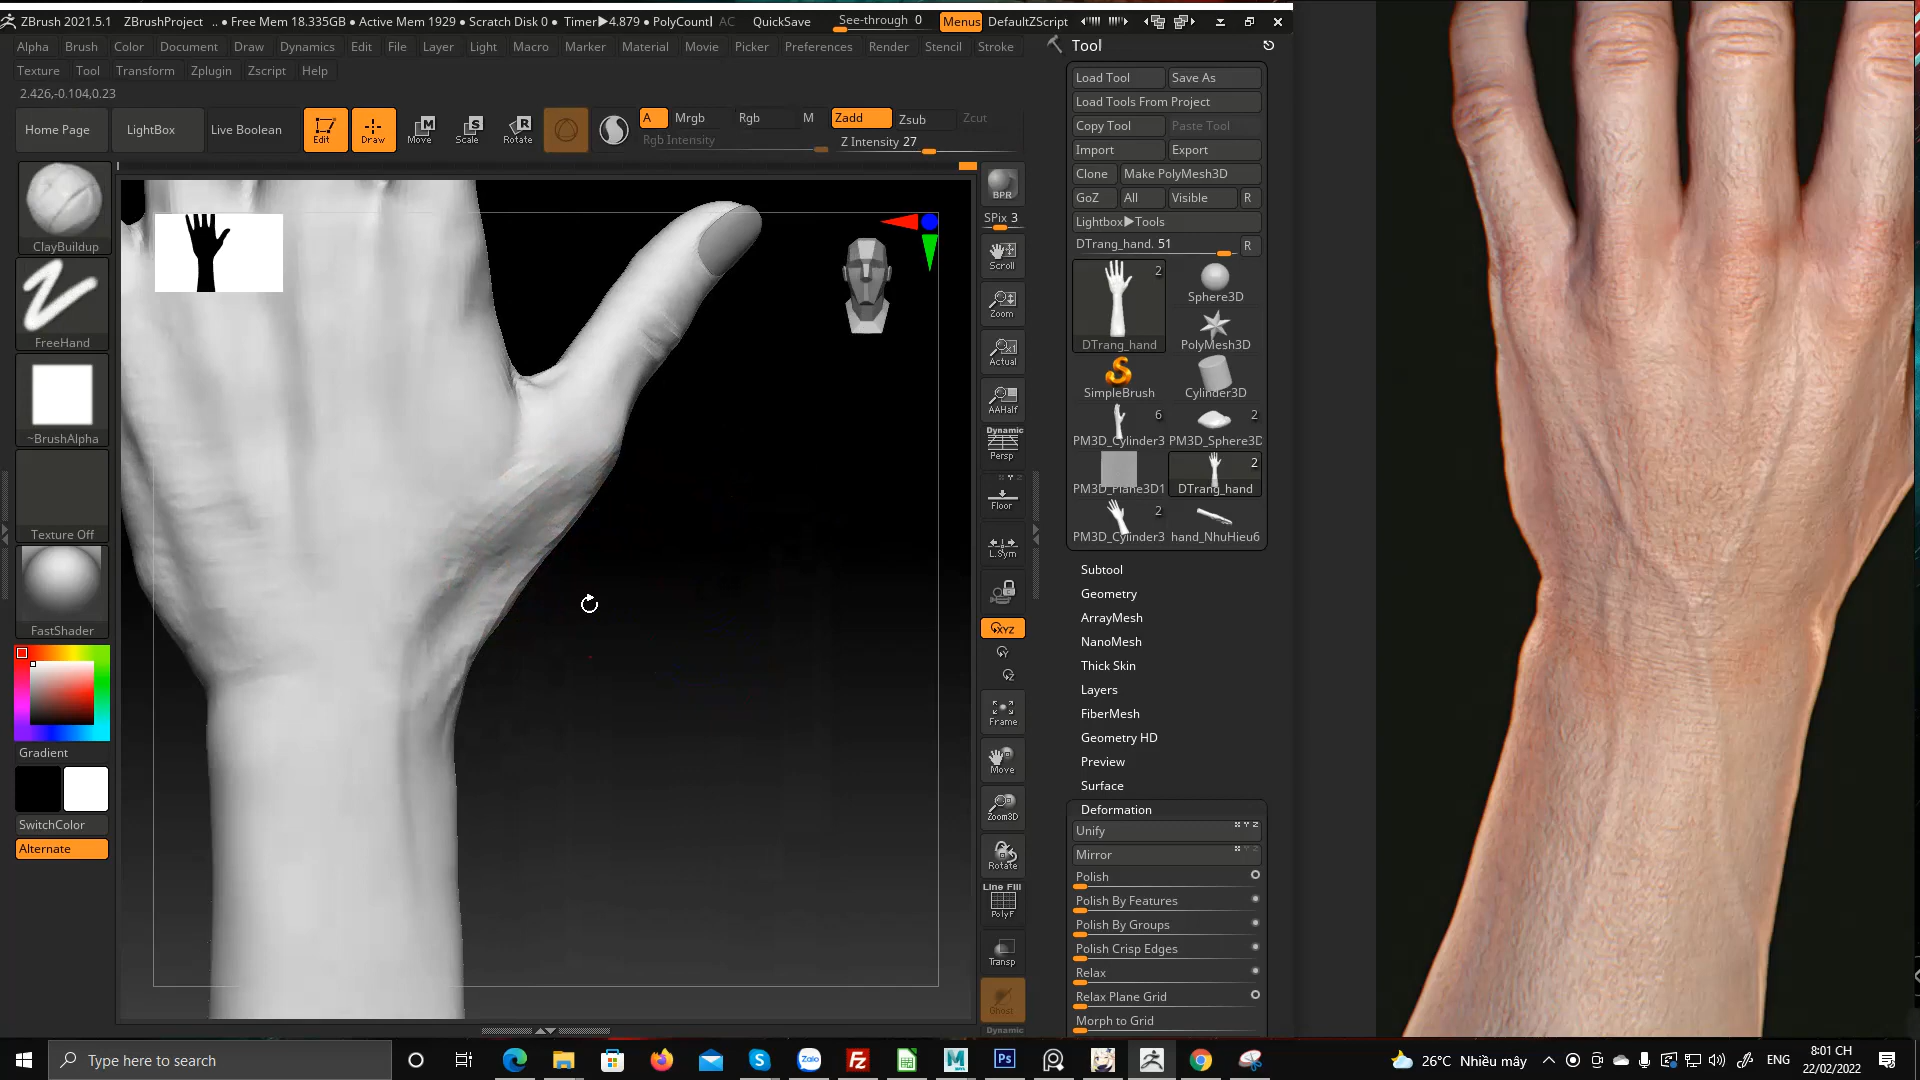 ZBrush 2021.5.1 ZBrushProject .. • Free Mem 18.335GB • Active Mem 1929 • Scratch Disk 0 • Timer▶4.879 • PolyCount AC QuickSave See-through 0 Menus DefaultZScript
Alpha Brush Color Document Draw Dynamics Edit File Layer Light Macro Marker Material Movie Picker Preferences Render Stencil Stroke
Texture Tool Transform Zplugin Zscript Help
2.426,-0.104,0.23
Home Page LightBox Live Boolean Edit Draw Move Scale Rotate A Mrgb Rgb M Zadd Zsub Zcut
Rgb Intensity Z Intensity 27
ClayBuildup
FreeHand
~BrushAlpha
Texture Off
FastShader
Gradient
SwitchColor
Alternate
BPR
SPix 3
Scroll
Zoom
Actual
AAHalf
Dynamic
Persp
Floor
L.Sym
XYZ
Y
Z
Frame
Move
Zoom3D
Rotate
Line Fill
PolyF
Transp
Ghost
Dynamic
Tool
Load Tool Save As
Load Tools From Project
Copy Tool Paste Tool
Import Export
Clone Make PolyMesh3D
GoZ All Visible R
Lightbox▶Tools
DTrang_hand. 51 R
2
DTrang_hand
Sphere3D
PolyMesh3D
SimpleBrush Cylinder3D
6 2
PM3D_Cylinder3 PM3D_Sphere3D
2
PM3D_Plane3D1 DTrang_hand
2
PM3D_Cylinder3 hand_NhuHieu6
Subtool
Geometry
ArrayMesh
NanoMesh
Thick Skin
Layers
FiberMesh
Geometry HD
Preview
Surface
Deformation
Unify
Mirror
Polish
Polish By Features
Polish By Groups
Polish Crisp Edges
Relax
Relax Plane Grid
Morph to Grid
Type here to search
26°C Nhiều mây
ENG
8:01 CH
22/02/2022